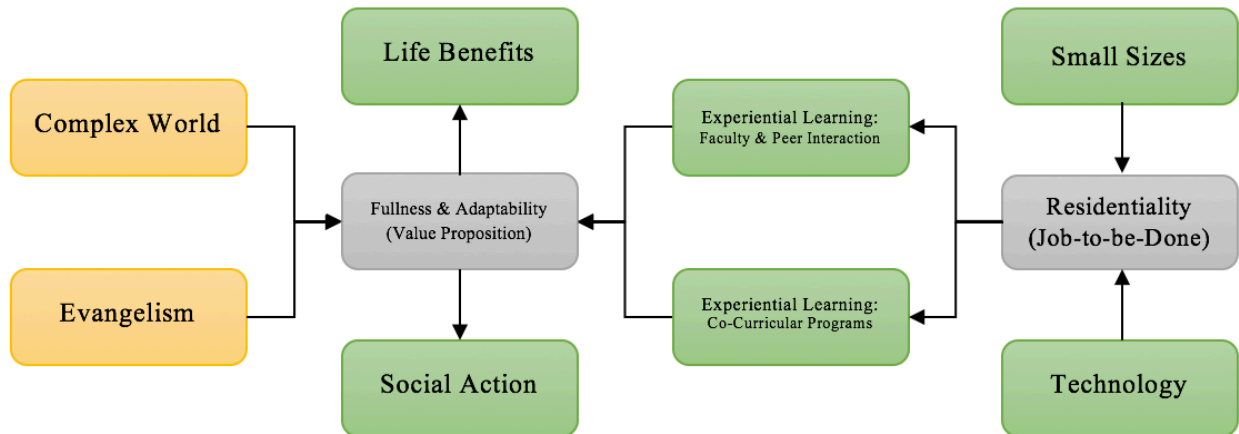 Life Benefits
Small Sizes
Complex World
Experiential Learning:
Faculty & Peer Interaction
Fullness & Adaptability
(Value Proposition)
Residentiality
(Job-to-be-Done)
Evangelism
Experiential Learning:
Co-Curricular Programs
Social Action
Technology